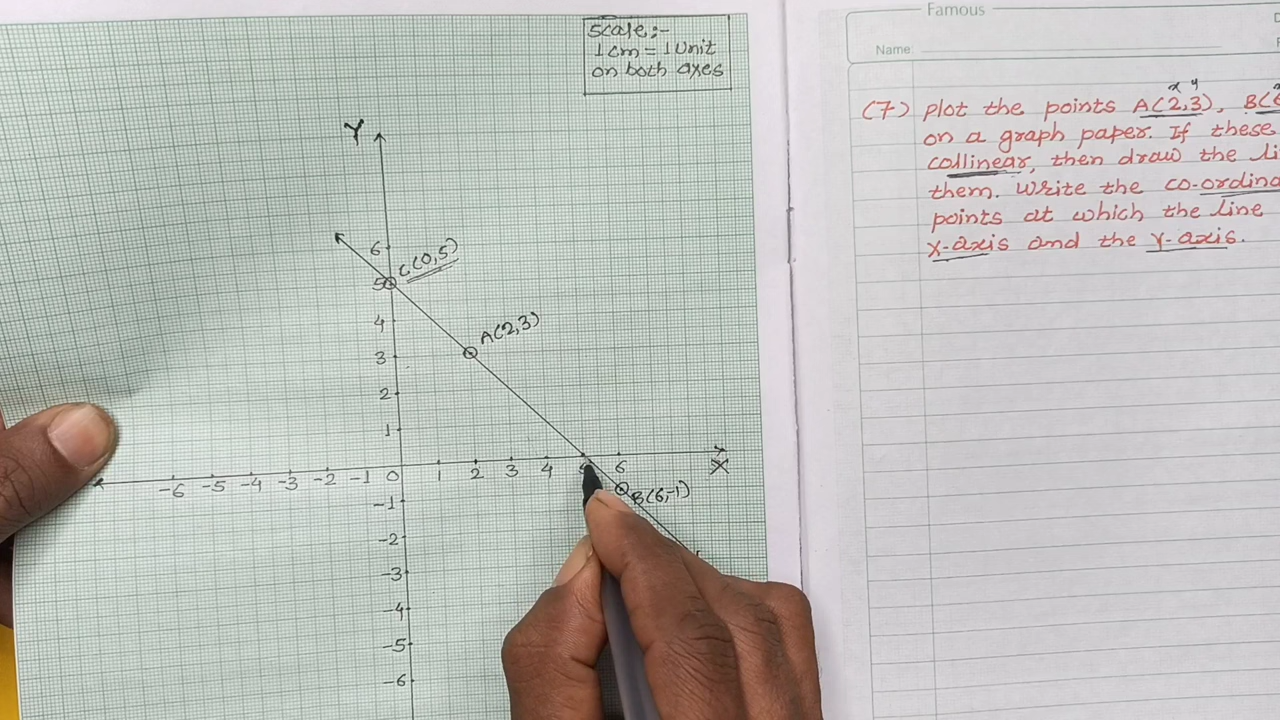 Scale:-
1cm = 1 Unit
on both axes
Y
6
C(0,5)
5
A(2,3)
4
3
2
1
-6 -5 -4 -3 -2 -1 0 1 2 3 4 5 6 X
B(6,-1)
-1
-2
-3
-4
-5
-6
Famous
Name
x y
(7) Plot the points A(2,3), B(
on a graph paper. If these
collinear, then draw the
them. Write the
points at which the line
X-axis and the Y-axis.